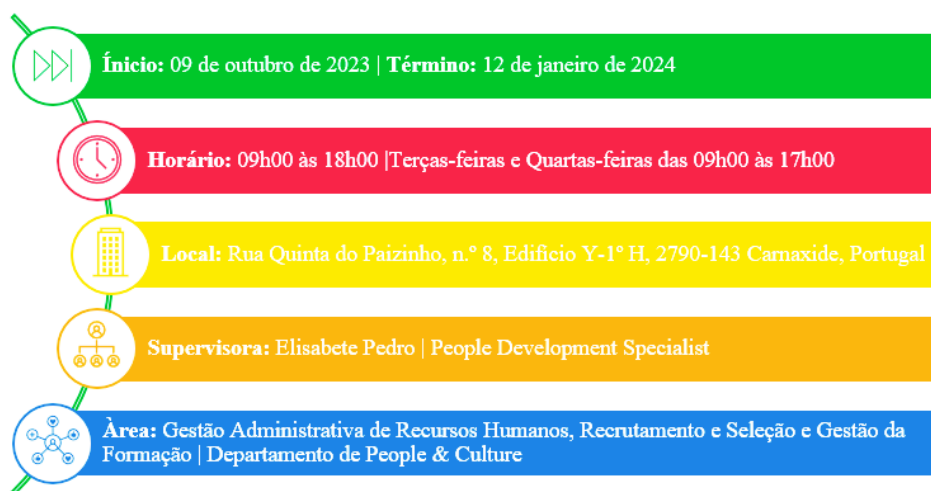 Ínicio: 09 de outubro de 2023 | Término: 12 de janeiro de 2024
Horário: 09h00 às 18h00 |Terças-feiras e Quartas-feiras das 09h00 às 17h00
Local: Rua Quinta do Paizinho, n.º 8, Edifício Y-1º H, 2790-143 Carnaxide, Portugal
Supervisora: Elisabete Pedro | People Development Specialist
Àrea: Gestão Administrativa de Recursos Humanos, Recrutamento e Seleção e Gestão da
Formação | Departamento de People & Culture